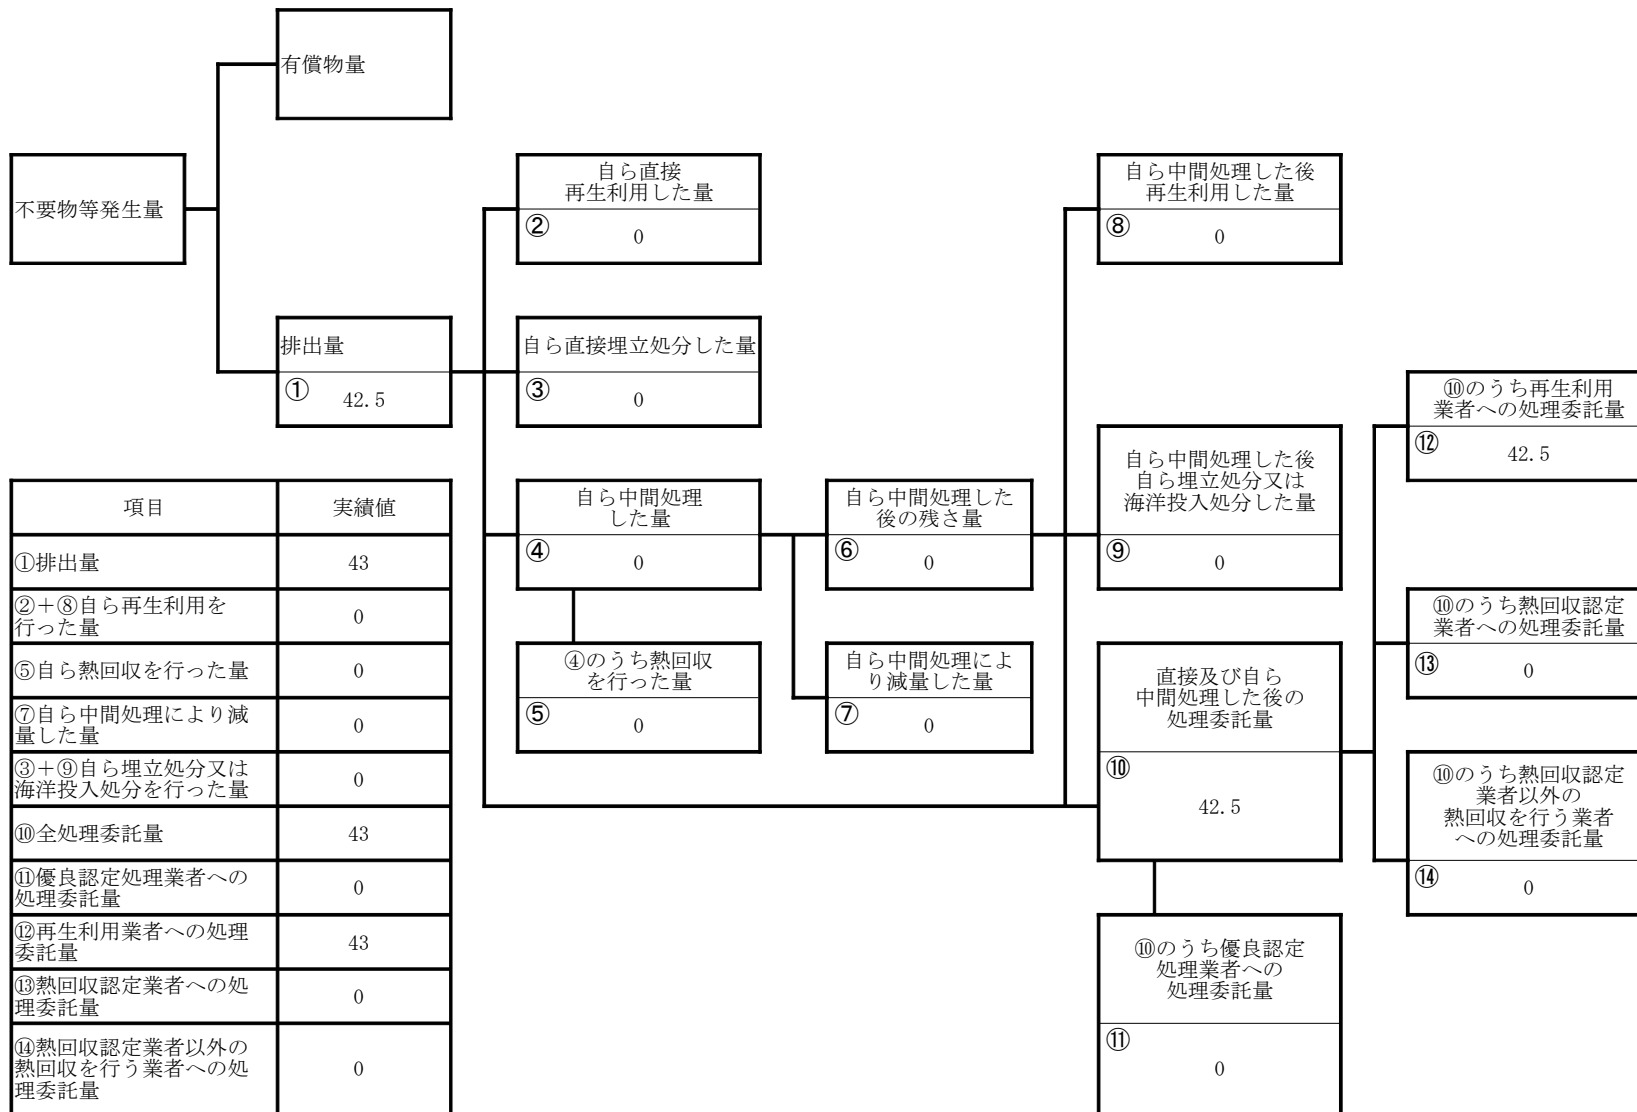 有償物量
不要物等発生量
自ら直接
再生利用した量
②
0
自ら中間処理した後
再生利用した量
⑧
0
排出量
①
42.5
自ら直接埋立処分した量
③
0
⑩のうち再生利用
業者への処理委託量
⑫
42.5
自ら中間処理した後
自ら埋立処分又は
海洋投入処分した量
⑨
0
自ら中間処理
した量
④
0
自ら中間処理した
後の残さ量
⑥
0
⑩のうち熱回収認定
業者への処理委託量
⑬
0
④のうち熱回収
を行った量
⑤
0
自ら中間処理によ
り減量した量
⑦
0
直接及び自ら
中間処理した後の
処理委託量
⑩
42.5
⑩のうち熱回収認定
業者以外の
熱回収を行う業者
への処理委託量
⑭
0
⑩のうち優良認定
処理業者への
処理委託量
⑪
0
項目 実績値
①排出量 43
②+⑧自ら再生利用を
行った量 0
⑤自ら熱回収を行った量 0
⑦自ら中間処理により減
量した量 0
③+⑨自ら埋立処分又は
海洋投入処分を行った量 0
⑩全処理委託量 43
⑪優良認定処理業者への
処理委託量 0
⑫再生利用業者への処理
委託量 43
⑬熱回収認定業者への処
理委託量 0
⑭熱回収認定業者以外の
熱回収を行う業者への処
理委託量 0